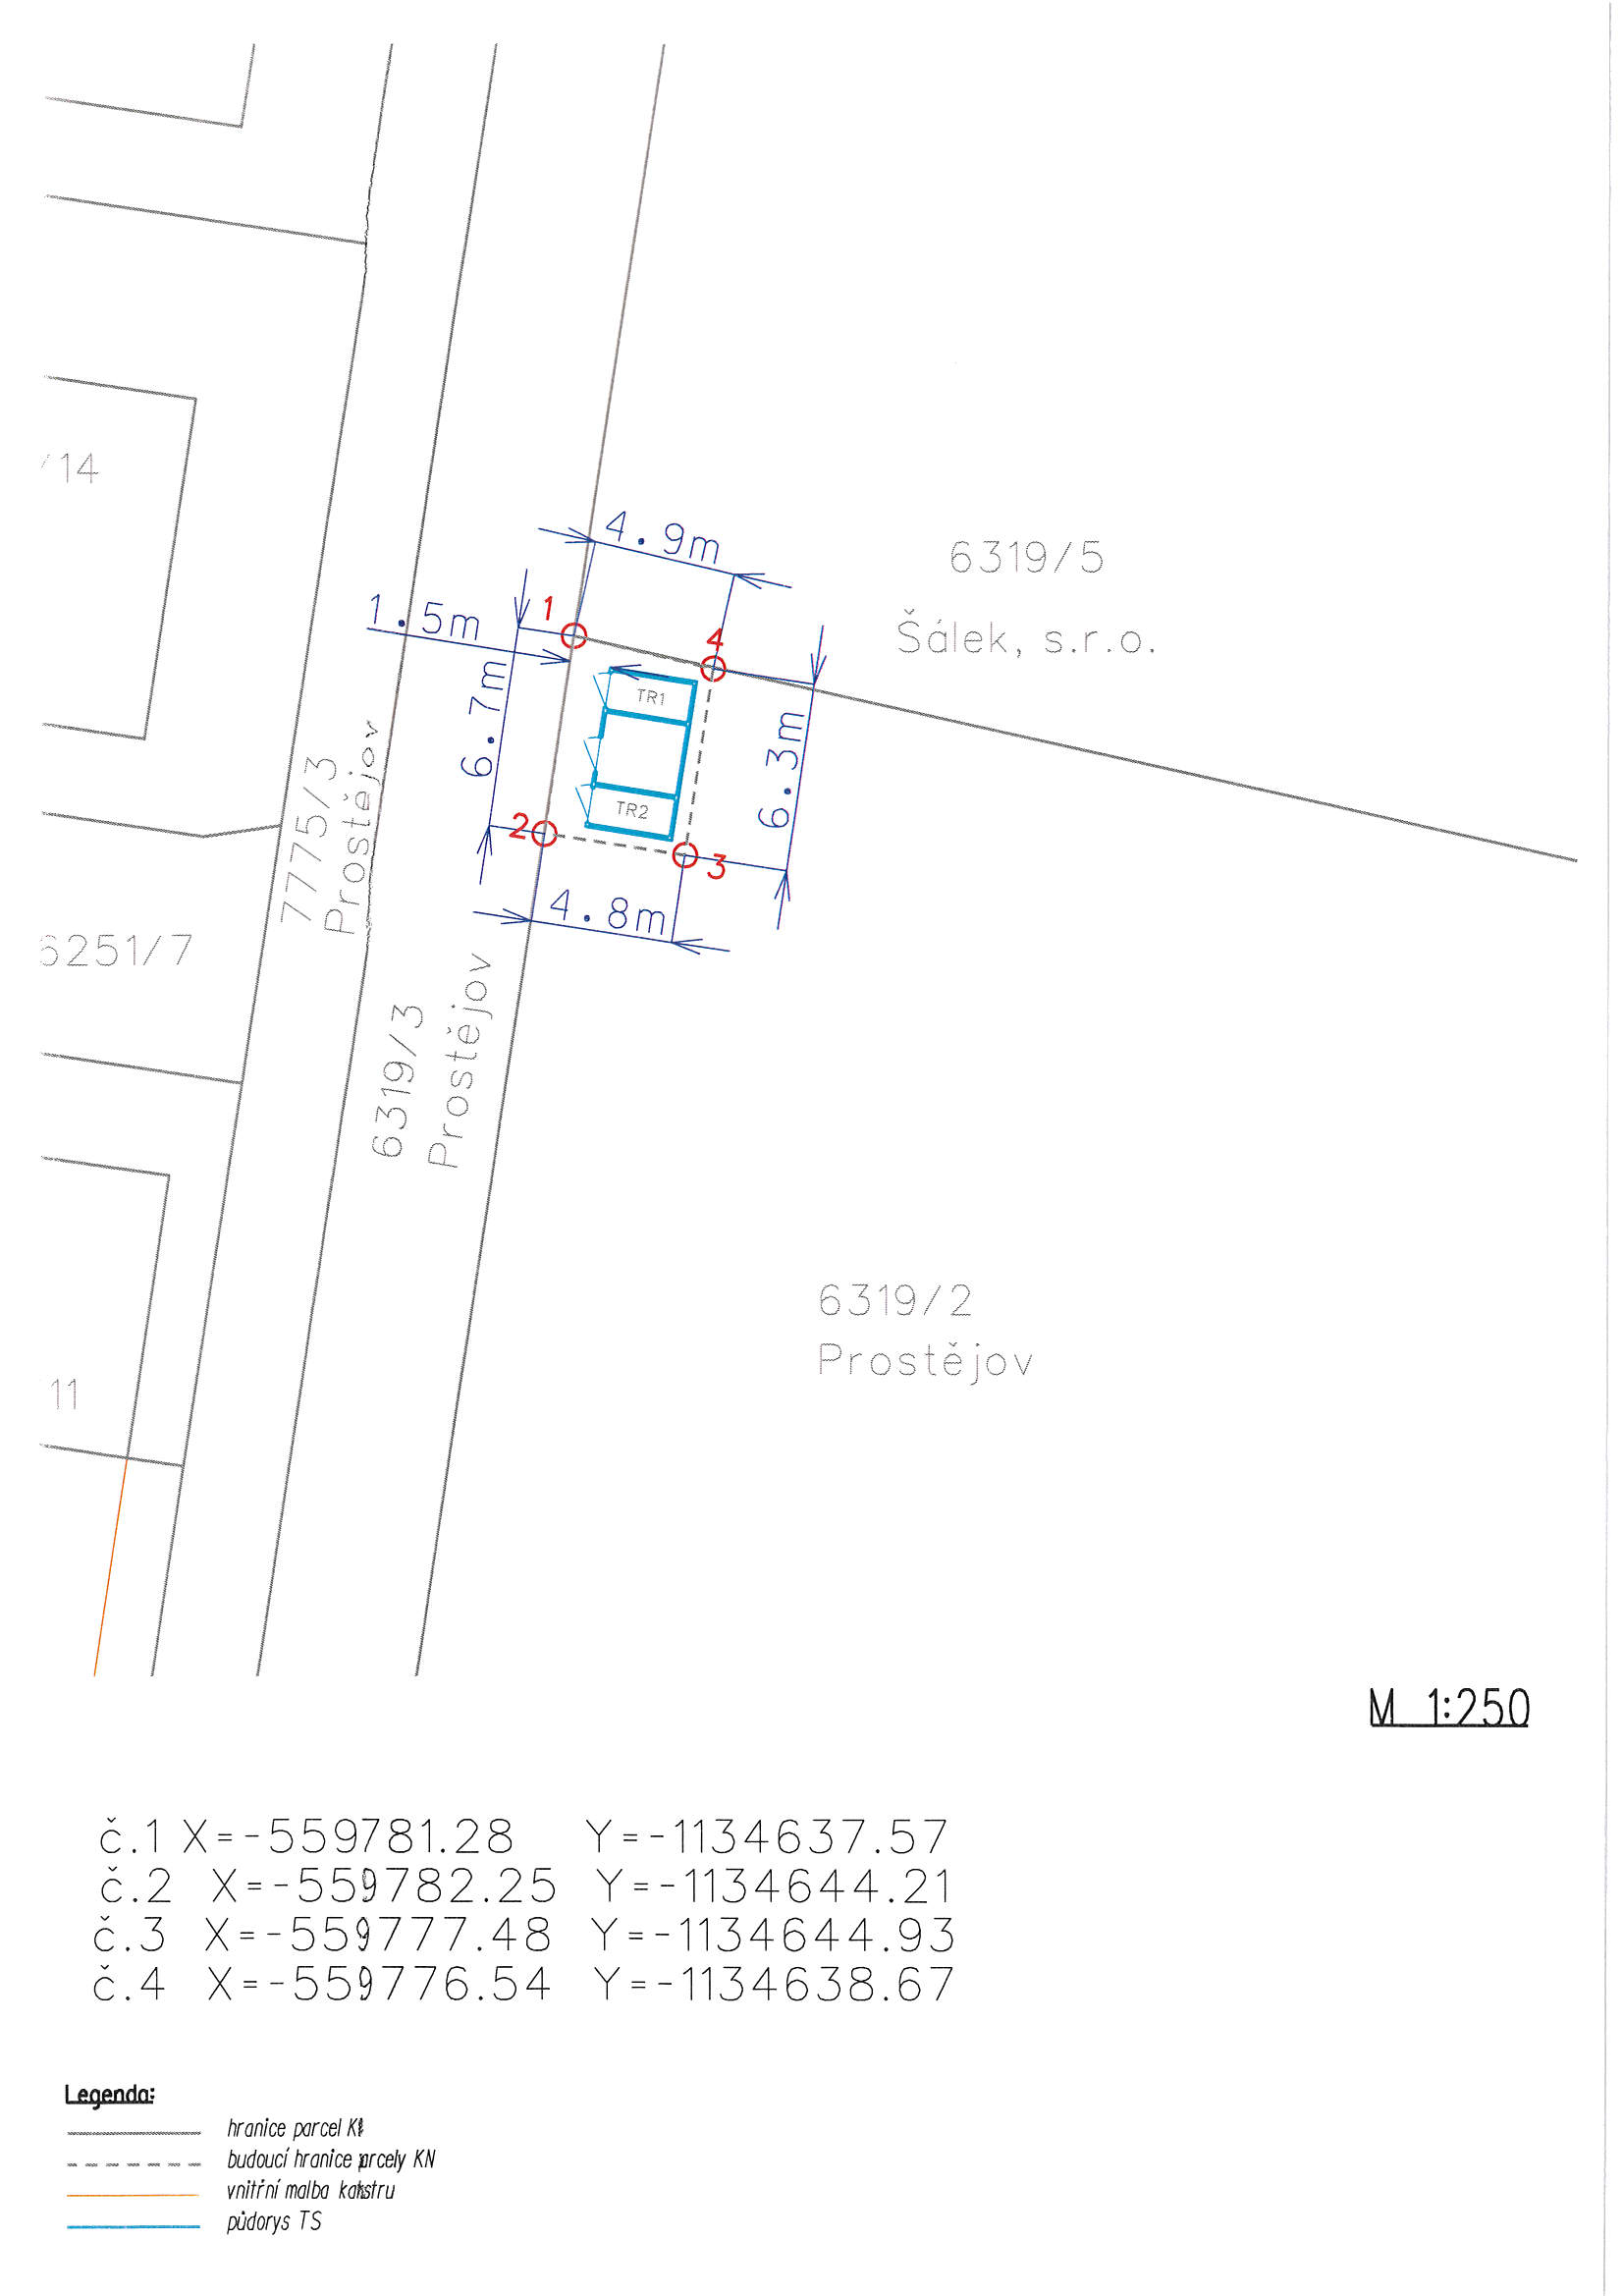 /14
4.9m
6319/5
Šálek, s.r.o.
1.5m
1
4
6.7m
TR1
6.3m
7775/3
Prostějov
TR2
2
3
4.8m
6251/7
6319/3
Prostějov
6319/2
Prostějov
11
M 1:250
č.1 X=-559781.28 Y=-1134637.57
č.2 X=-559782.25 Y=-1134644.21
č.3 X=-559777.48 Y=-1134644.93
č.4 X=-559776.54 Y=-1134638.67
Legenda:
hranice parcel KN
budoucí hranice parcely KN
vnitřní malba katastru
půdorys TS